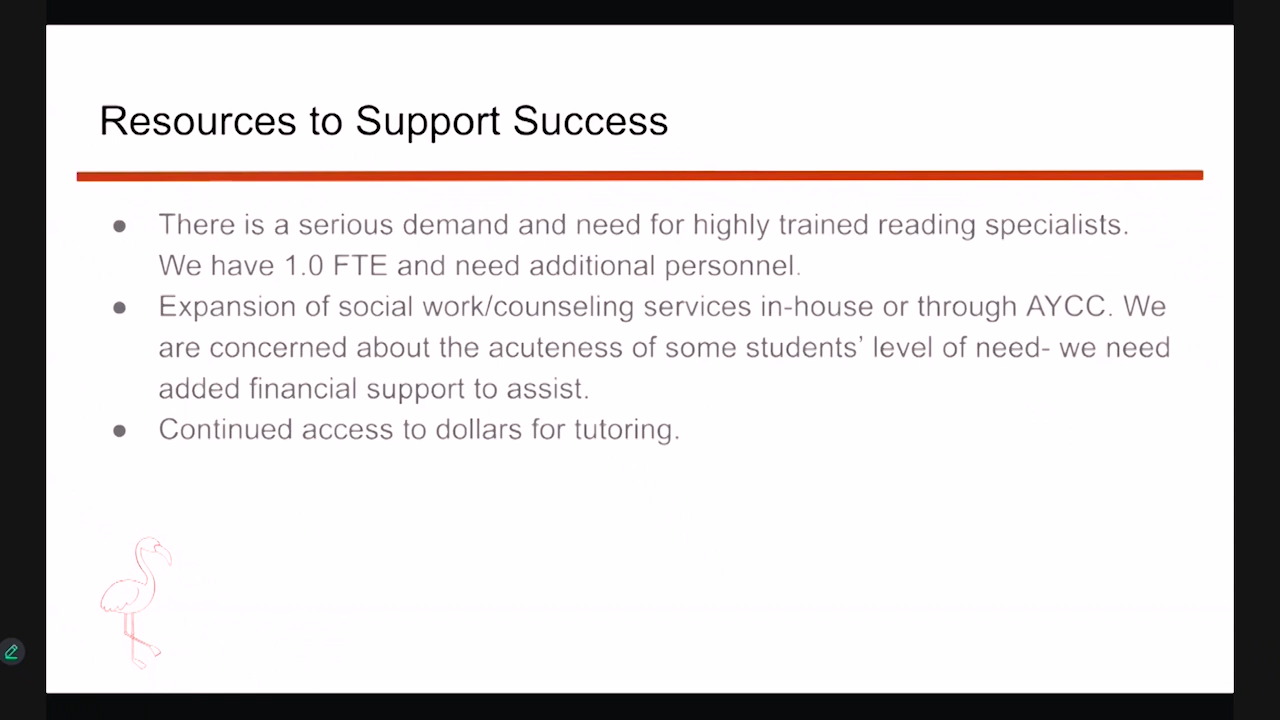 Resources to Support Success
● There is a serious demand and need for highly trained reading specialists.
We have 1.0 FTE and need additional personnel.
● Expansion of social work/counseling services in-house or through AYCC. We
are concerned about the acuteness of some students’ level of need- we need
added financial support to assist.
● Continued access to dollars for tutoring.